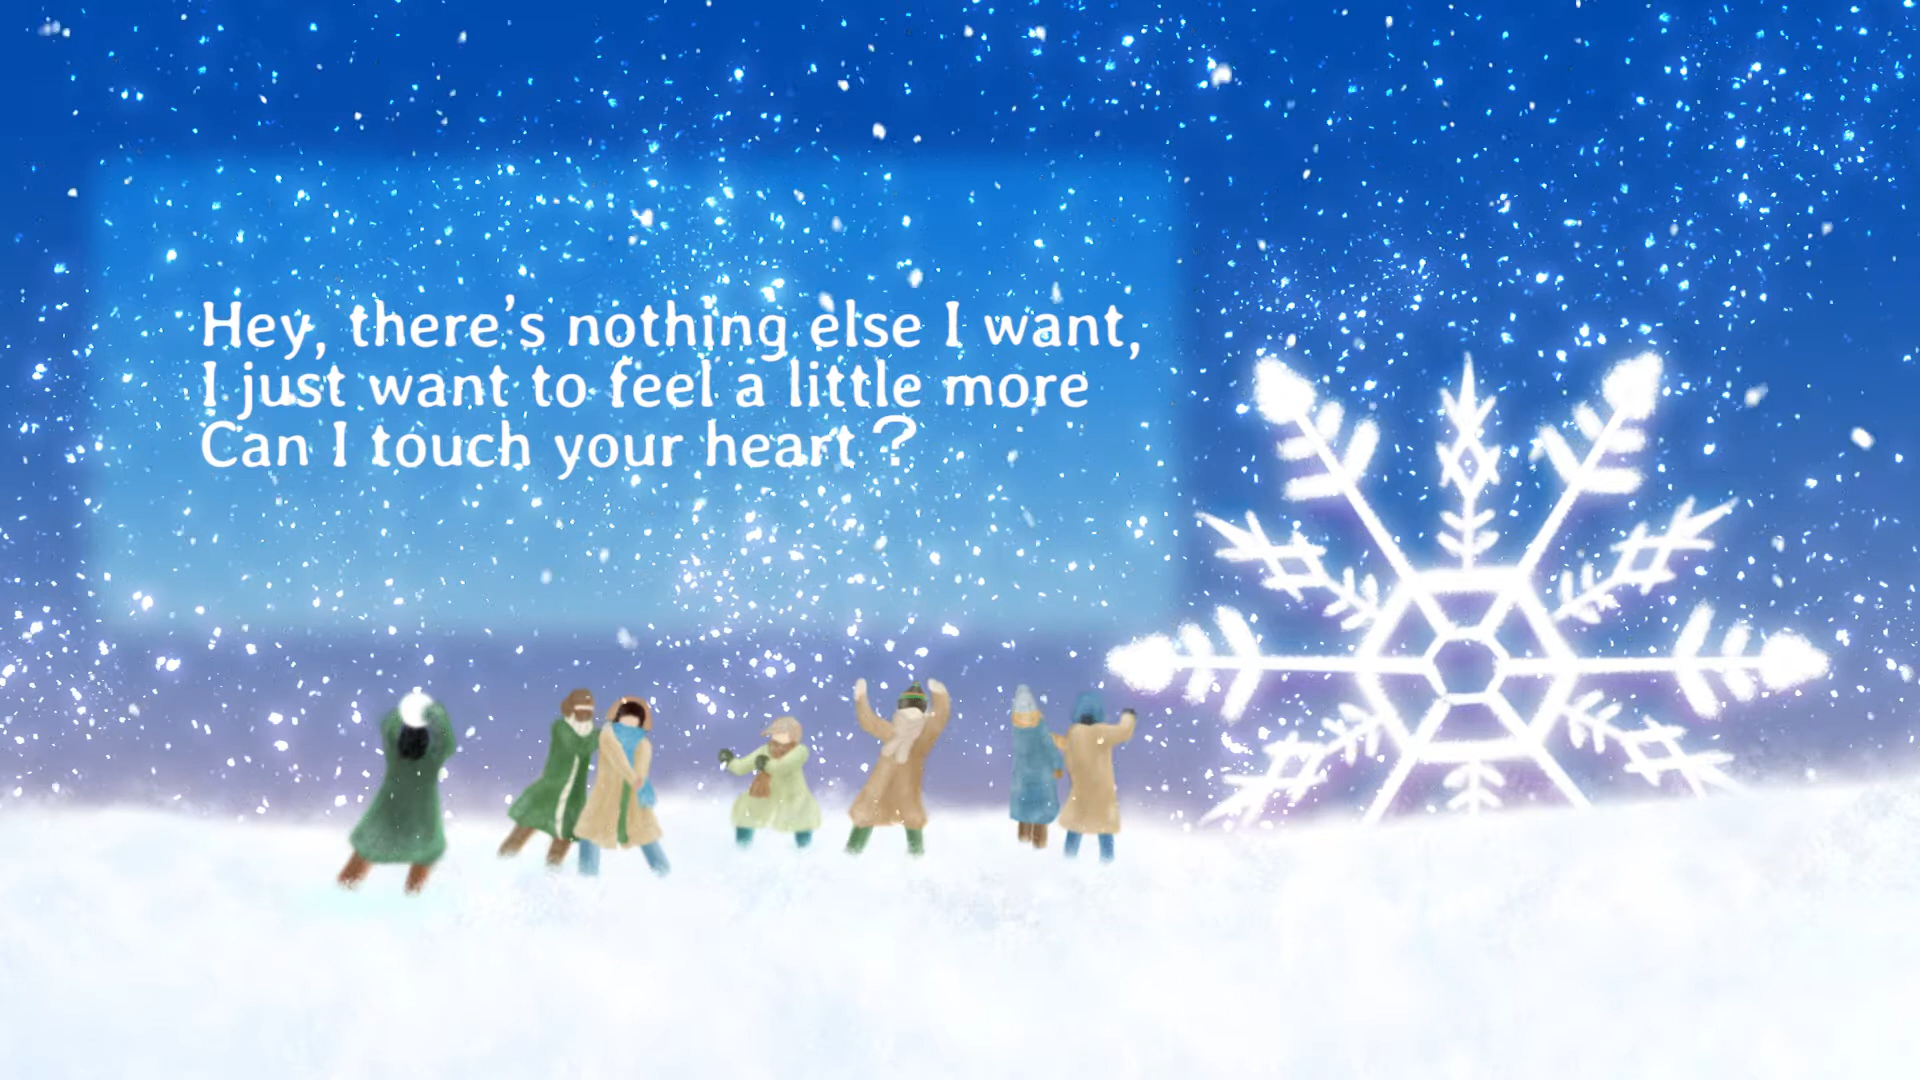 Hey, there's nothing else I want,
I just want to feel a little more
Can I touch your heart?